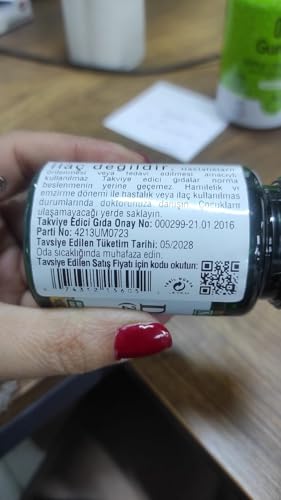 İlaç değildir. Hastalıkların
önlenmesi veya tedavi edilmesi amacıyla
kullanılmaz. Takviye edici gıdalar normal
beslenmenin yerine geçemez. Hamilelik ve
emzirme dönemi ile hastalık veya ilaç kullanılması
durumlarında doktorunuza danışın. Çocukların
ulaşamayacağı yerde saklayın.
Takviye Edici Gıda Onay No: 000299-21.01.2016
Parti No: 4213UM0723
Tavsiye Edilen Tüketim Tarihi: 05/2028
Oda sıcaklığında muhafaza edin.
Tavsiye Edilen Satış Fiyatı için kodu okutun: